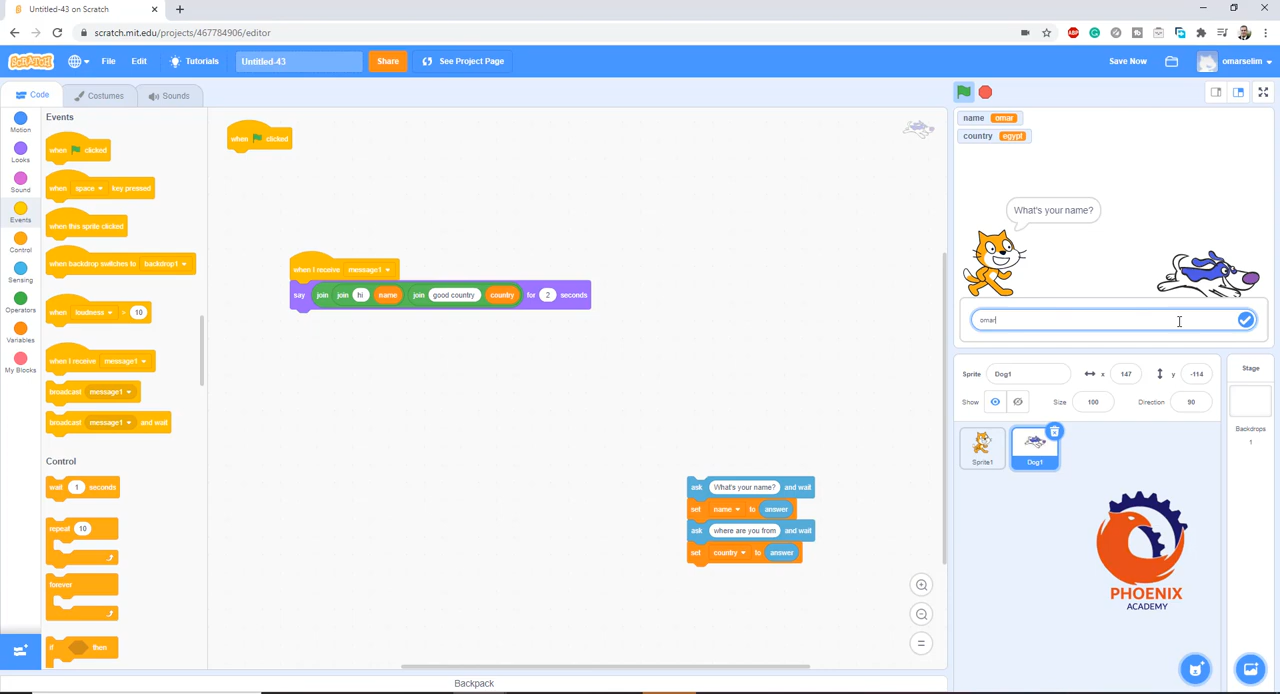 Untitled-43 on Scratch
scratch.mit.edu/projects/467784906/editor
SCRATCH File Edit Tutorials Untitled-43 Share See Project Page Save Now omarselim
Code Costumes Sounds
Motion
Looks
Sound
Events
Control
Sensing
Operators
Variables
My Blocks
Events
when clicked
when space key pressed
when this sprite clicked
when backdrop switches to backdrop1
when loudness > 10
when I receive message1
broadcast message1
broadcast message1 and wait
Control
wait 1 seconds
repeat 10
forever
if then
when clicked
when I receive message1
say join join hi name join good country country for 2 seconds
ask What's your name? and wait
set name to answer
ask where are you from and wait
set country to answer
name omar
country egypt
What's your name?
omar
Sprite Dog1 x 147 y -114
Show Size 100 Direction 90
Sprite1
Dog1
Stage
Backdrops
1
PHOENIX
ACADEMY
Backpack